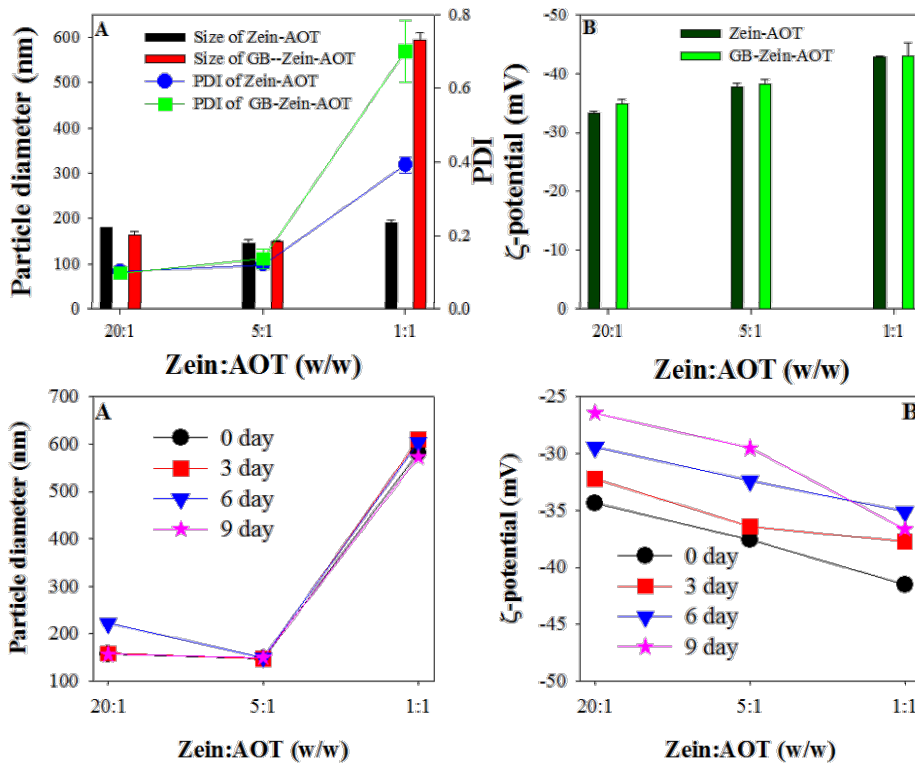 A
Particle diameter (nm)
600
500
400
300
200
100
0
Size of Zein-AOT
Size of GB--Zein-AOT
PDI of Zein-AOT
PDI of GB-Zein-AOT
0.8
0.6
0.4
0.2
0.0
PDI
20:1
5:1
1:1
Zein:AOT (w/w)
B
ζ-potential (mV)
-50
-40
-30
-20
-10
0
Zein-AOT
GB-Zein-AOT
20:1
5:1
1:1
Zein:AOT (w/w)
A
Particle diameter (nm)
700
600
500
400
300
200
100
0 day
3 day
6 day
9 day
20:1
5:1
1:1
Zein:AOT (w/w)
B
ζ-potential (mV)
-25
-30
-35
-40
-45
-50
0 day
3 day
6 day
9 day
20:1
5:1
1:1
Zein:AOT (w/w)